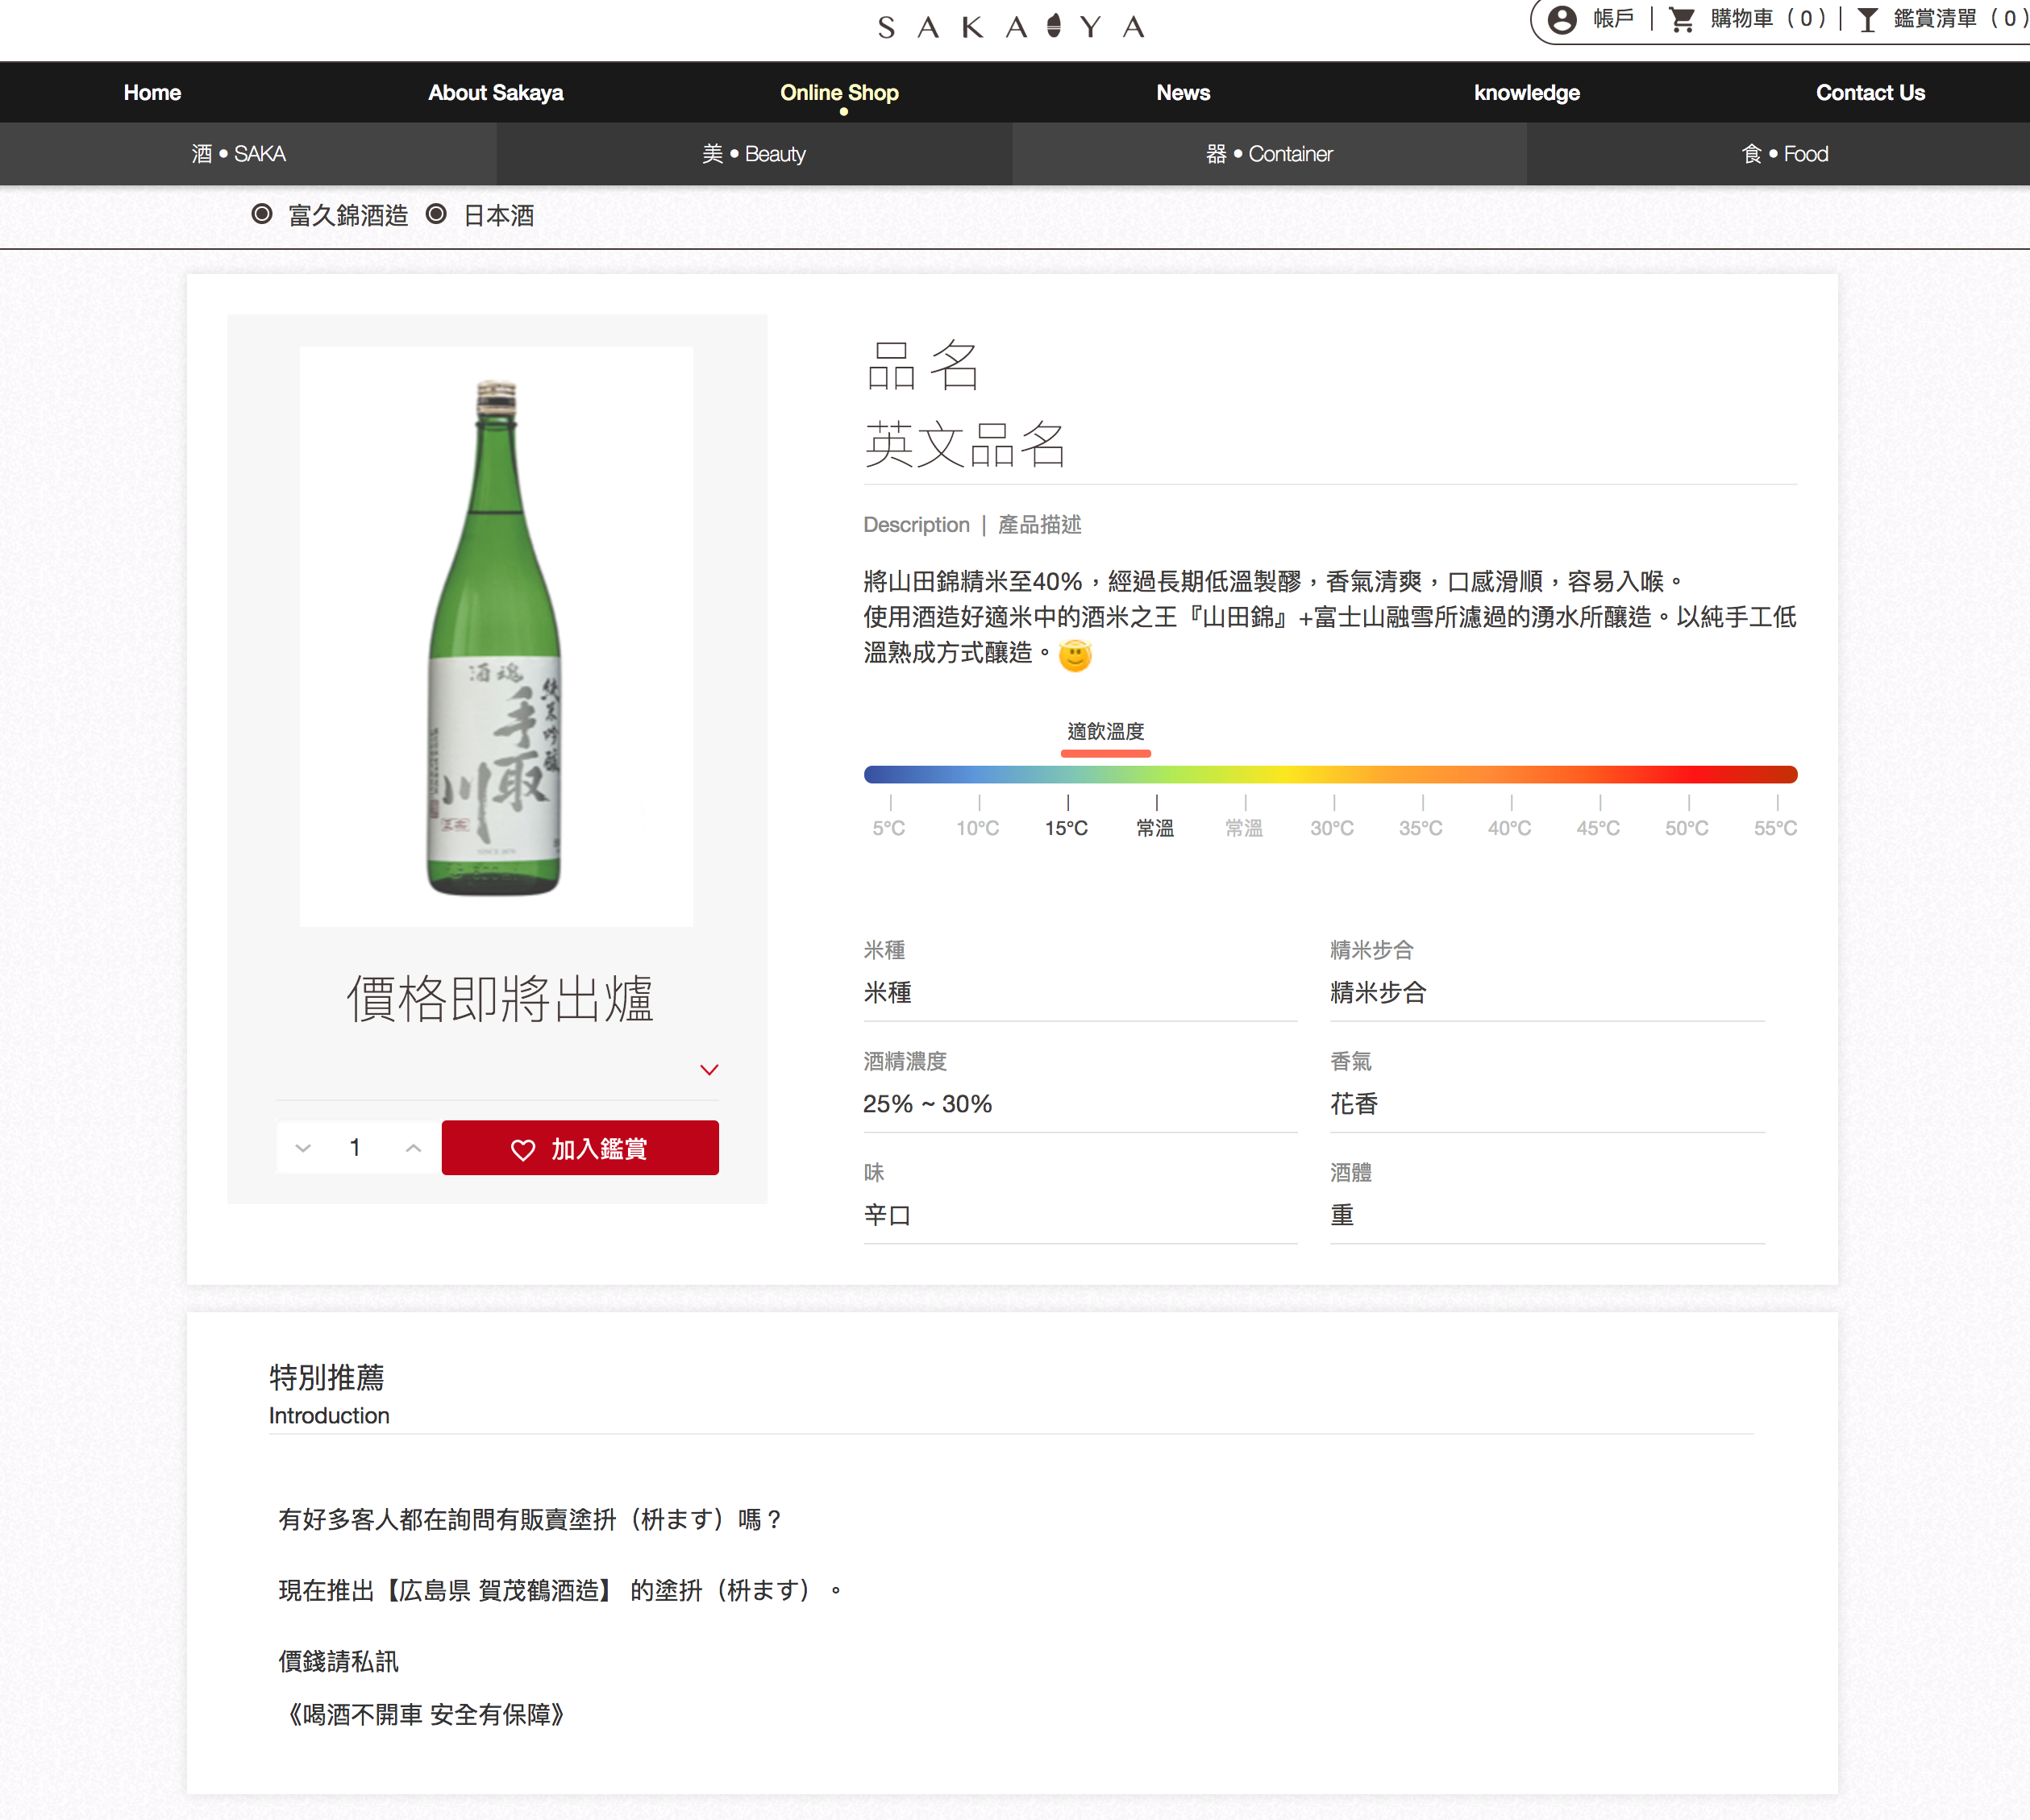 SAKAYA
帳戶 | 購物車（0）| 鑑賞清單（0）
Home About Sakaya Online Shop News knowledge Contact Us
酒 • SAKA 美 • Beauty 器 • Container 食 • Food
富久錦酒造 日本酒
酒魂
純米吟醸
手取川
SINCE 1870
價格即將出爐
1
加入鑑賞
品 名
英文品名
Description | 產品描述
將山田錦精米至40%，經過長期低溫製醪，香氣清爽，口感滑順，容易入喉。
使用酒造好適米中的酒米之王『山田錦』+富士山融雪所濾過的湧水所釀造。以純手工低
溫熟成方式釀造。😇
適飲溫度
5°C 10°C 15°C 常溫 常溫 30°C 35°C 40°C 45°C 50°C 55°C
米種
米種
精米步合
精米步合
酒精濃度
25% ~ 30%
香氣
花香
味
辛口
酒體
重
特別推薦
Introduction
有好多客人都在詢問有販賣塗抍（枡ます）嗎？
現在推出【広島県 賀茂鶴酒造】 的塗抍（枡ます）。
價錢請私訊
《喝酒不開車 安全有保障》